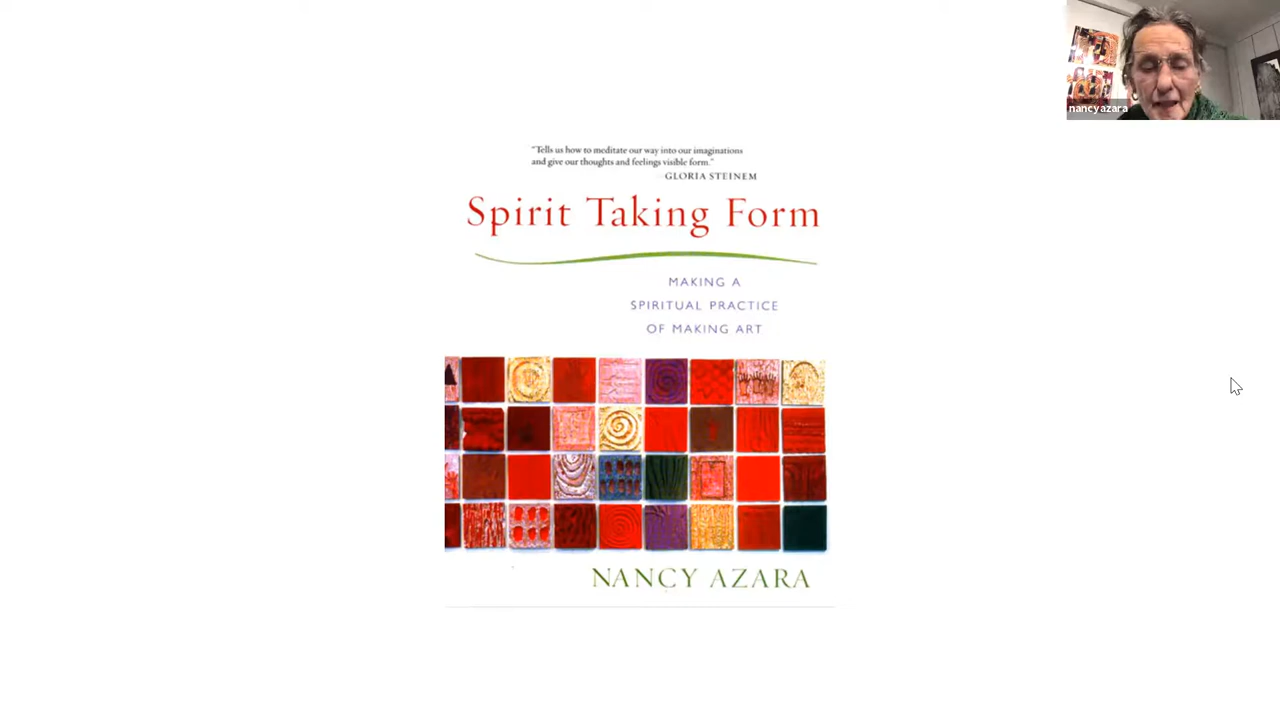 nancyazara
"Tells us how to meditate our way into our imaginations
and give our thoughts and feelings visible form."
—GLORIA STEINEM
Spirit Taking Form
MAKING A
SPIRITUAL PRACTICE
OF MAKING ART
NANCY AZARA